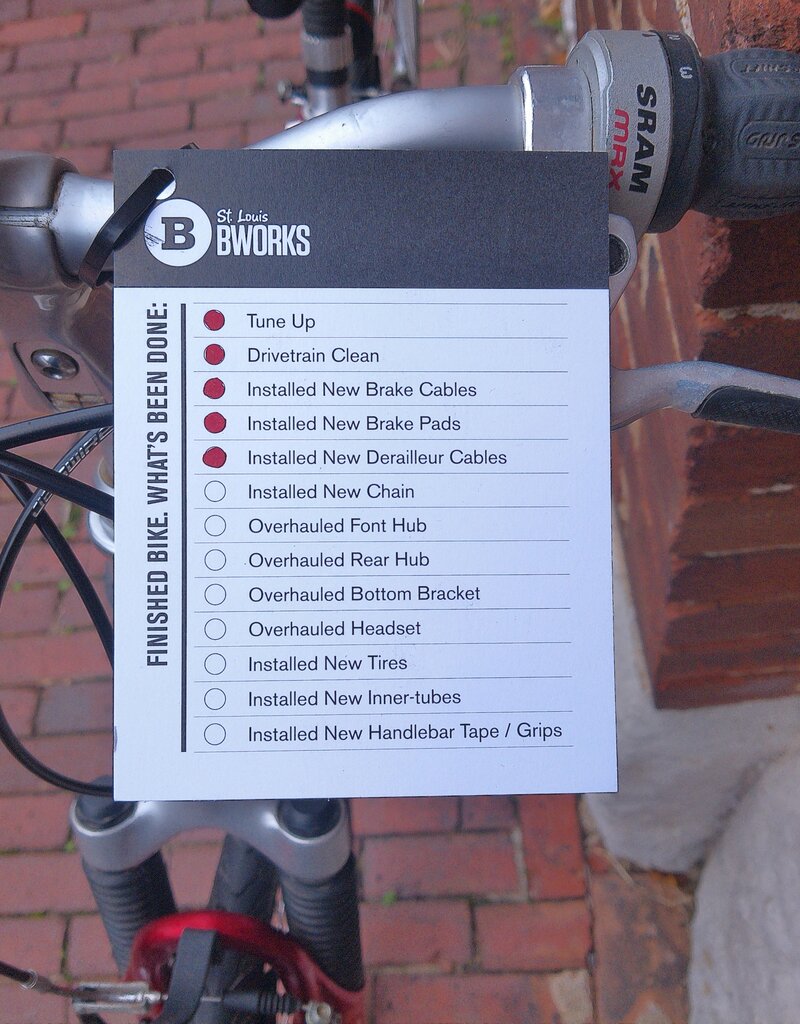 SRAM
MRX
3
B
St. Louis
BWORKS
FINISHED BIKE. WHAT'S BEEN DONE:
Tune Up
Drivetrain Clean
Installed New Brake Cables
Installed New Brake Pads
Installed New Derailleur Cables
Installed New Chain
Overhauled Font Hub
Overhauled Rear Hub
Overhauled Bottom Bracket
Overhauled Headset
Installed New Tires
Installed New Inner-tubes
Installed New Handlebar Tape / Grips